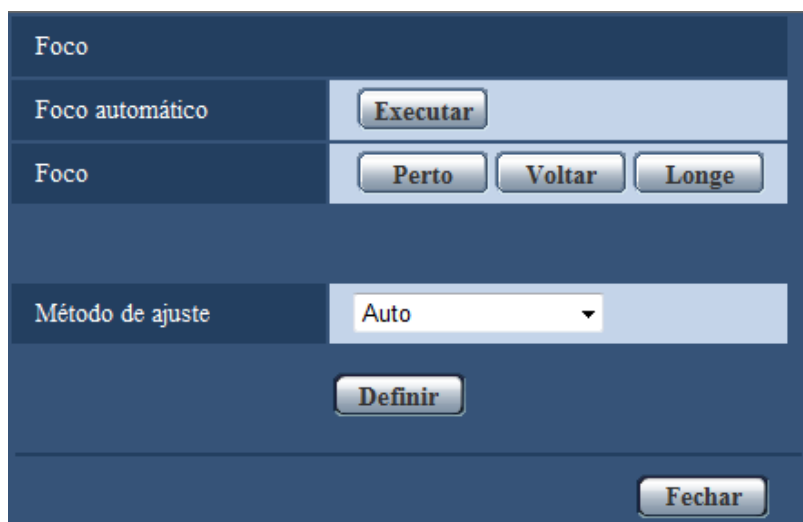 Foco
Foco automático Executar
Foco Perto Voltar Longe
Método de ajuste Auto
Definir
Fechar